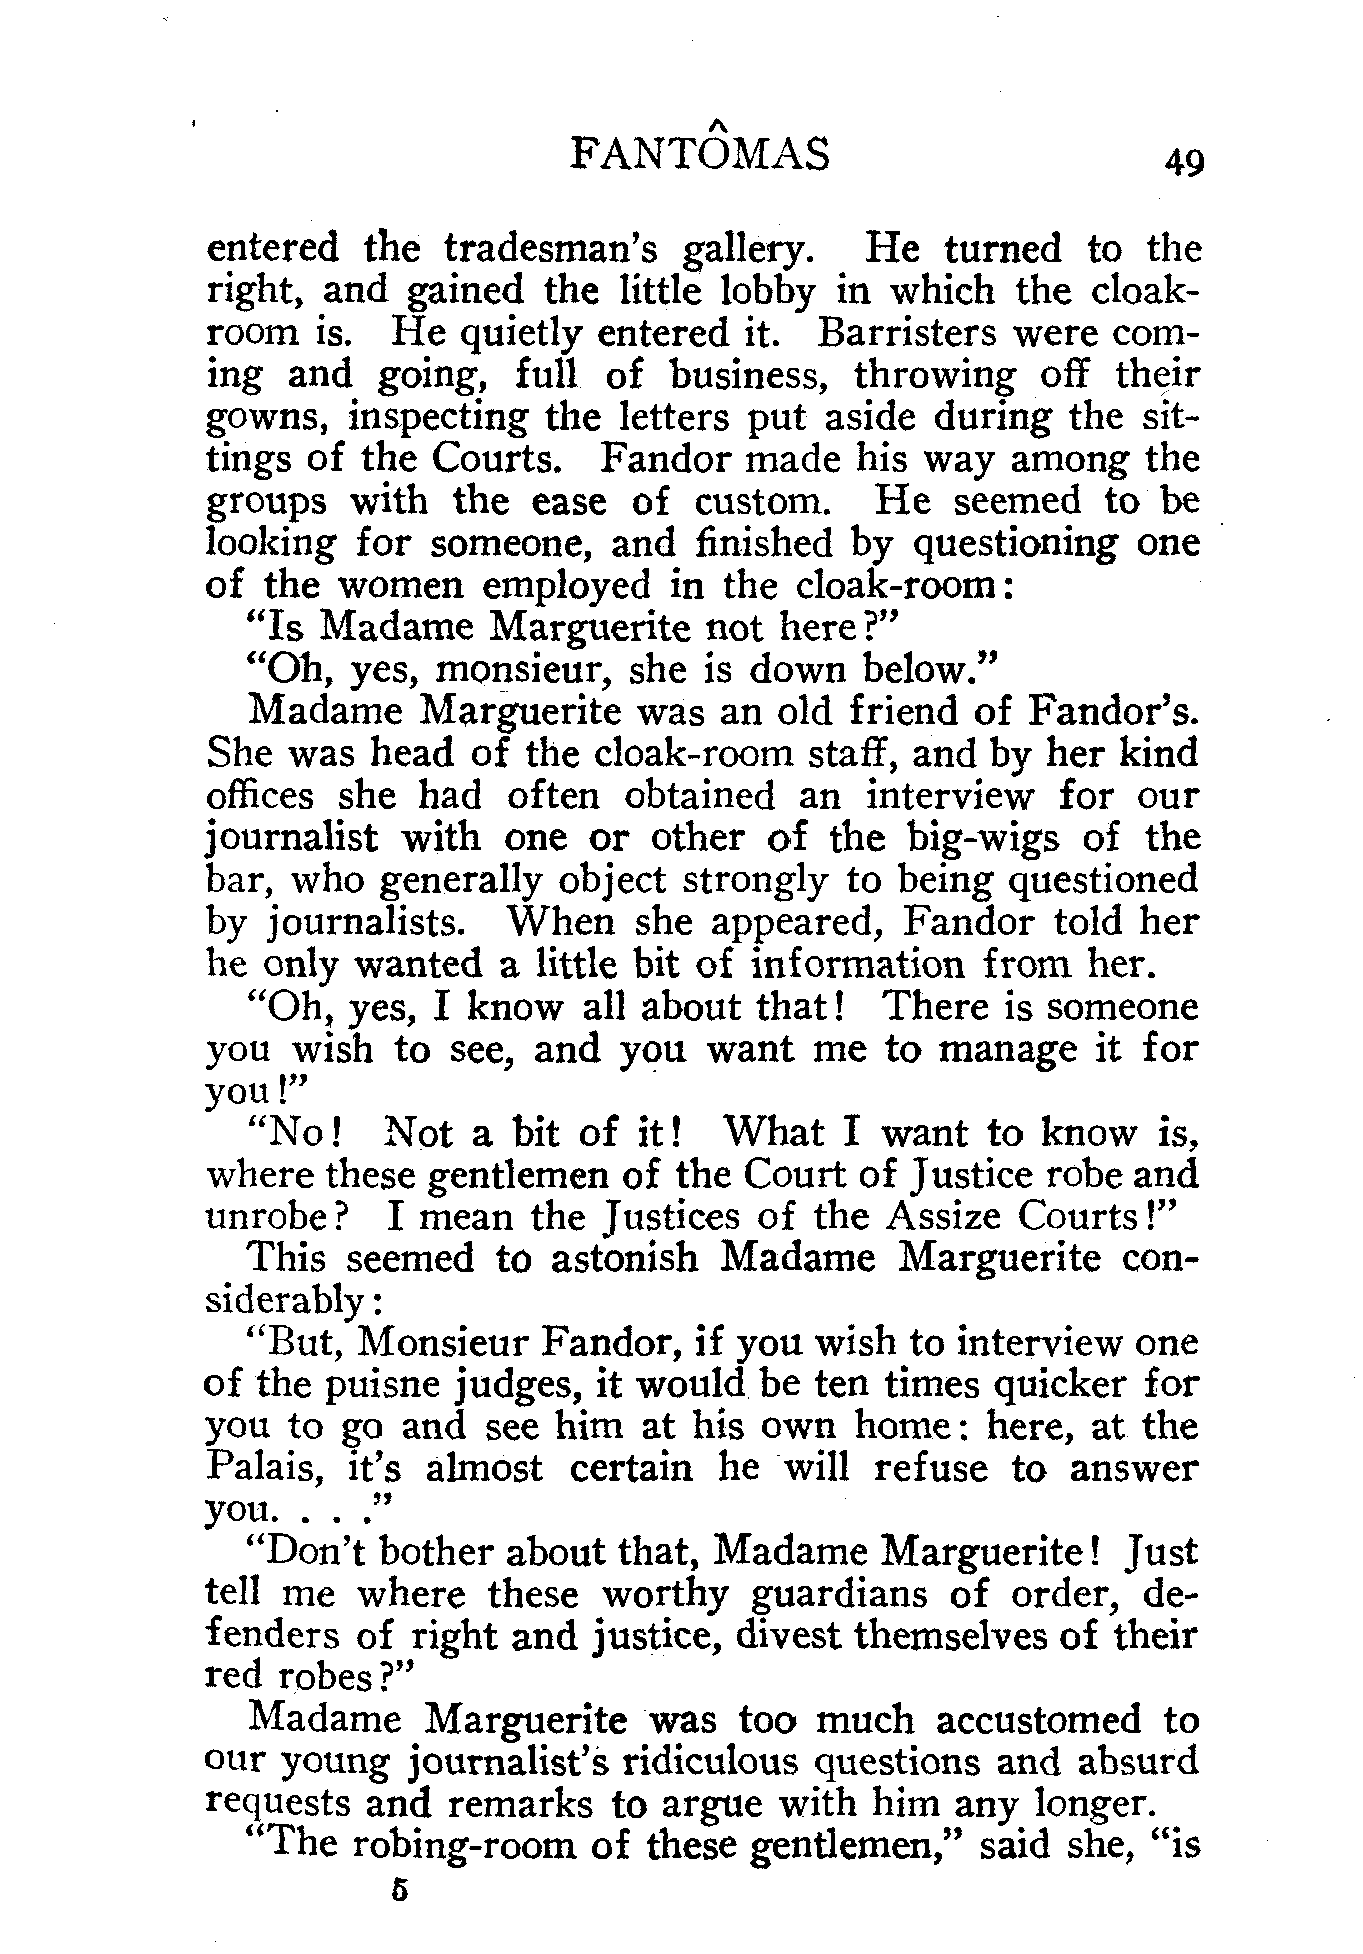 FANTÔMAS 49
entered the tradesman's gallery. He turned to the
right, and gained the little lobby in which the cloak-
room is. He quietly entered it. Barristers were com-
ing and going, full of business, throwing off their
gowns, inspecting the letters put aside during the sit-
tings of the Courts. Fandor made his way among the
groups with the ease of custom. He seemed to be
looking for someone, and finished by questioning one
of the women employed in the cloak-room:
"Is Madame Marguerite not here?"
"Oh, yes, monsieur, she is down below."
Madame Marguerite was an old friend of Fandor's.
She was head of the cloak-room staff, and by her kind
offices she had often obtained an interview for our
journalist with one or other of the big-wigs of the
bar, who generally object strongly to being questioned
by journalists. When she appeared, Fandor told her
he only wanted a little bit of information from her.
"Oh, yes, I know all about that! There is someone
you wish to see, and you want me to manage it for
you!"
"No! Not a bit of it! What I want to know is,
where these gentlemen of the Court of Justice robe and
unrobe? I mean the Justices of the Assize Courts!"
This seemed to astonish Madame Marguerite con-
siderably:
"But, Monsieur Fandor, if you wish to interview one
of the puisne judges, it would be ten times quicker for
you to go and see him at his own home: here, at the
Palais, it's almost certain he will refuse to answer
you. . . ."
"Don't bother about that, Madame Marguerite! Just
tell me where these worthy guardians of order, de-
fenders of right and justice, divest themselves of their
red robes?"
Madame Marguerite was too much accustomed to
our young journalist's ridiculous questions and absurd
requests and remarks to argue with him any longer.
"The robing-room of these gentlemen," said she, "is
5